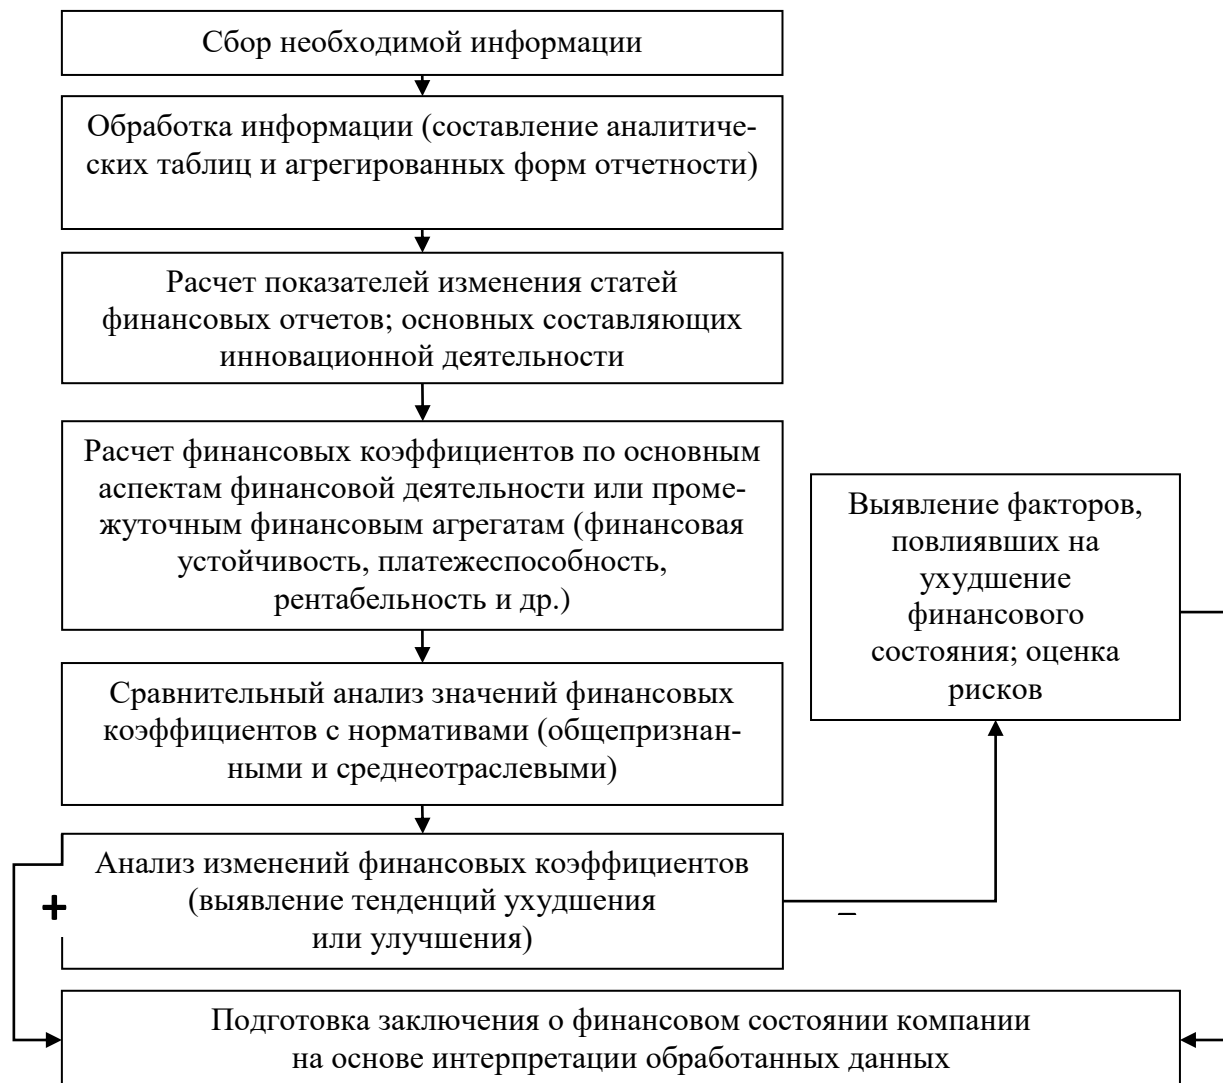 Сбор необходимой информации
Обработка информации (составление аналитиче-
ских таблиц и агрегированных форм отчетности)
Расчет показателей изменения статей
финансовых отчетов; основных составляющих
инновационной деятельности
Расчет финансовых коэффициентов по основным
аспектам финансовой деятельности или проме-
жуточным финансовым агрегатам (финансовая
устойчивость, платежеспособность,
рентабельность и др.)
Выявление факторов,
повлиявших на
ухудшение
финансового
состояния; оценка
рисков
Сравнительный анализ значений финансовых
коэффициентов с нормативами (общепризнан-
ными и среднеотраслевыми)
Анализ изменений финансовых коэффициентов
(выявление тенденций ухудшения
или улучшения)
+
–
Подготовка заключения о финансовом состоянии компании
на основе интерпретации обработанных данных